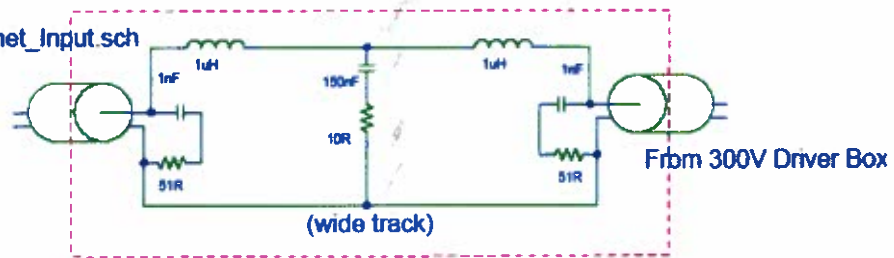 net_Input.sch
1uH
1uH
1nF
1nF
150nF
10R
51R
51R
From 300V Driver Box
(wide track)